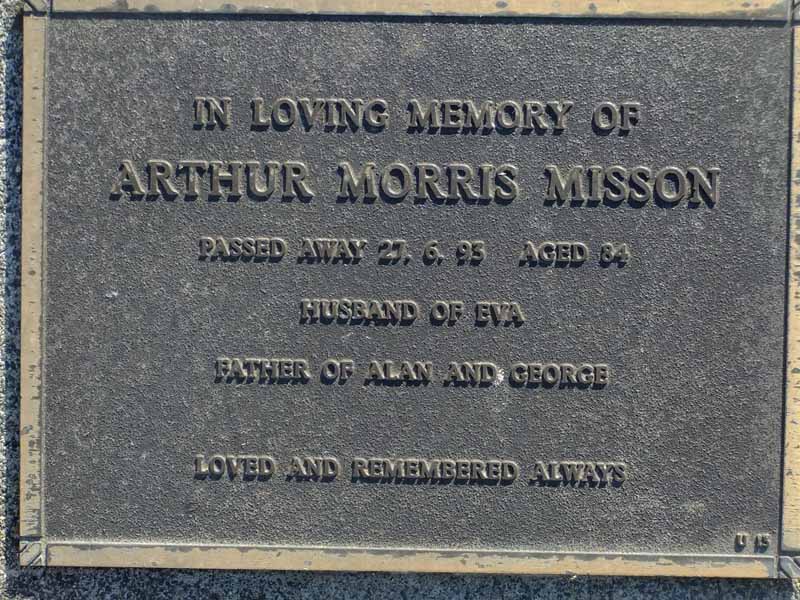 IN LOVING MEMORY OF
ARTHUR MORRIS MISSON
PASSED AWAY 27. 6. 93 AGED 84
HUSBAND OF EVA
FATHER OF ALAN AND GEORGE
LOVED AND REMEMBERED ALWAYS
U 15